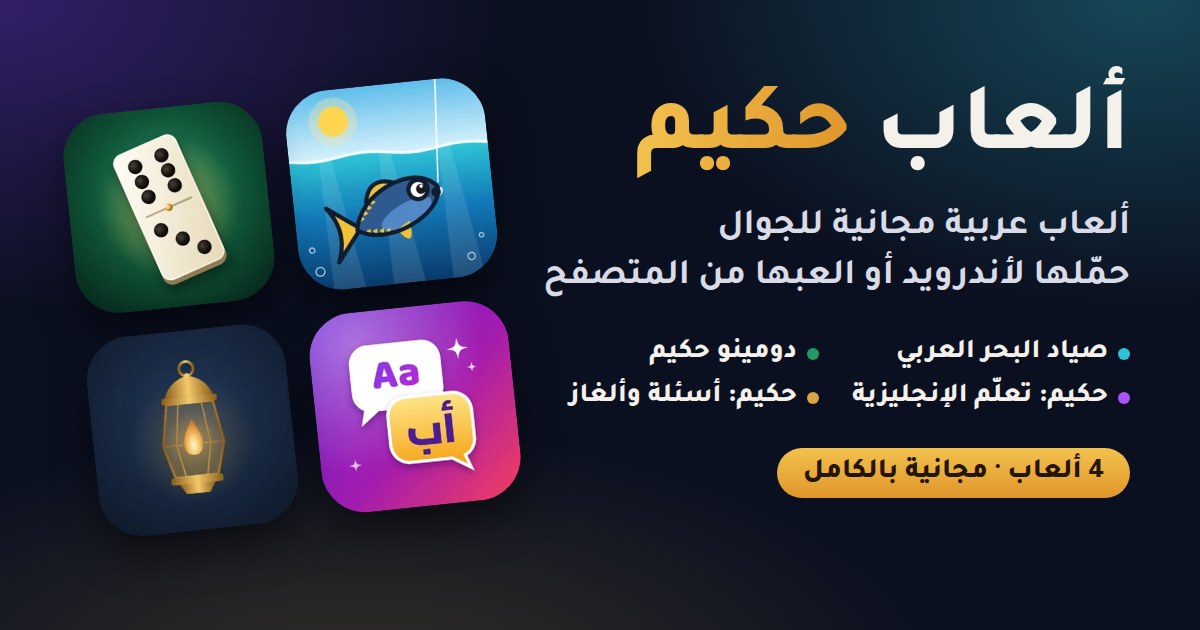 ألعاب حكيم
ألعاب عربية مجانية للجوال
حمّلها لأندرويد أو العبها من المتصفح
صياد البحر العربي
دومينو حكيم
حكيم: تعلّم الإنجليزية
حكيم: أسئلة وألغاز
4 ألعاب · مجانية بالكامل
Aa
أب